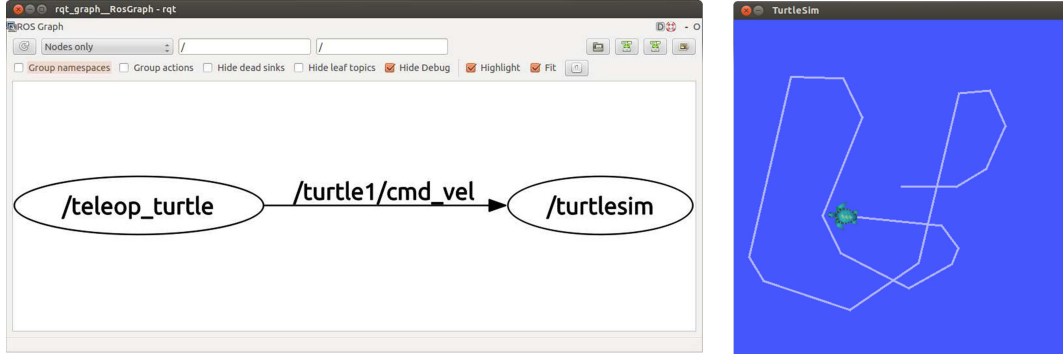 rqt_graph__RosGraph - rqt
ROS Graph
D - O
Nodes only / /
Group namespaces Group actions Hide dead sinks Hide leaf topics Hide Debug Highlight Fit
/teleop_turtle
/turtle1/cmd_vel
/turtlesim
TurtleSim